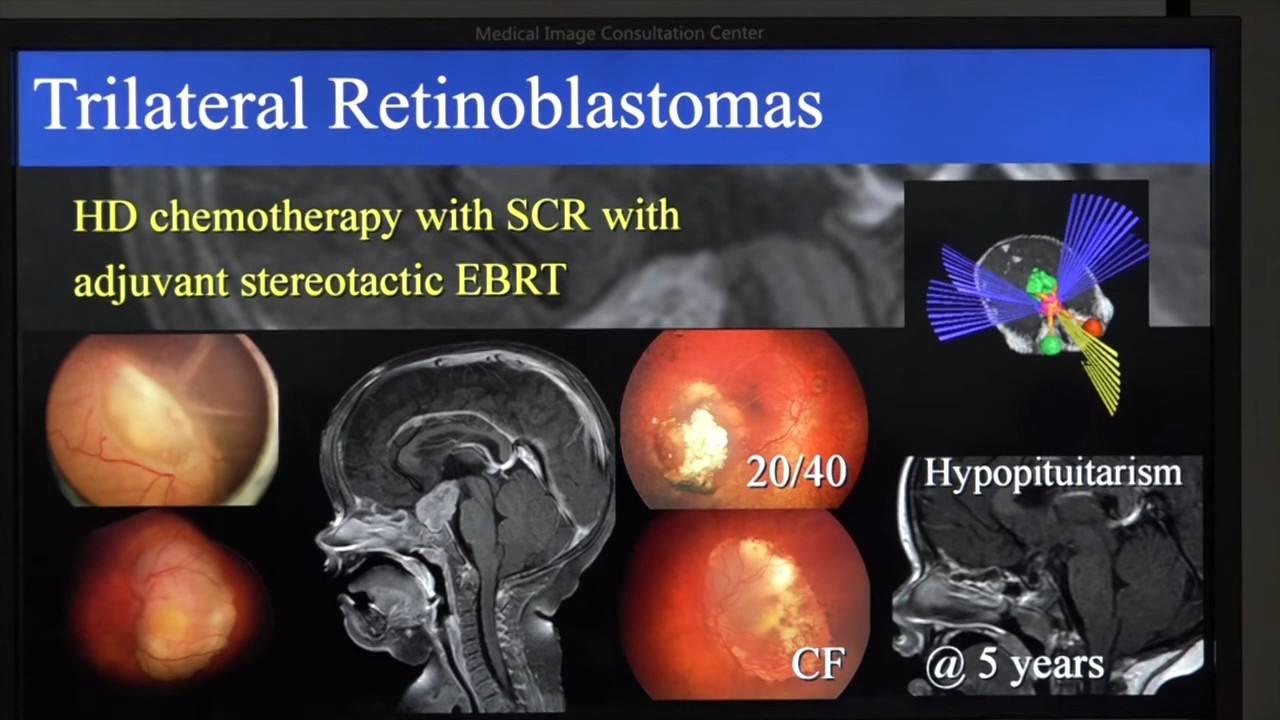 Medical Image Consultation Center
Trilateral Retinoblastomas
HD chemotherapy with SCR with
adjuvant stereotactic EBRT
20/40
CF
Hypopituitarism
@ 5 years